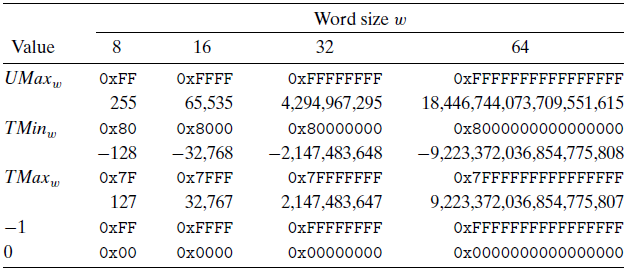 Word size w
Value 8 16 32 64
UMaxw 0xFF 0xFFFF 0xFFFFFFFF 0xFFFFFFFFFFFFFFFF
255 65,535 4,294,967,295 18,446,744,073,709,551,615
TMinw 0x80 0x8000 0x80000000 0x8000000000000000
−128 −32,768 −2,147,483,648 −9,223,372,036,854,775,808
TMaxw 0x7F 0x7FFF 0x7FFFFFFF 0x7FFFFFFFFFFFFFFF
127 32,767 2,147,483,647 9,223,372,036,854,775,807
−1 0xFF 0xFFFF 0xFFFFFFFF 0xFFFFFFFFFFFFFFFF
0 0x00 0x0000 0x00000000 0x0000000000000000